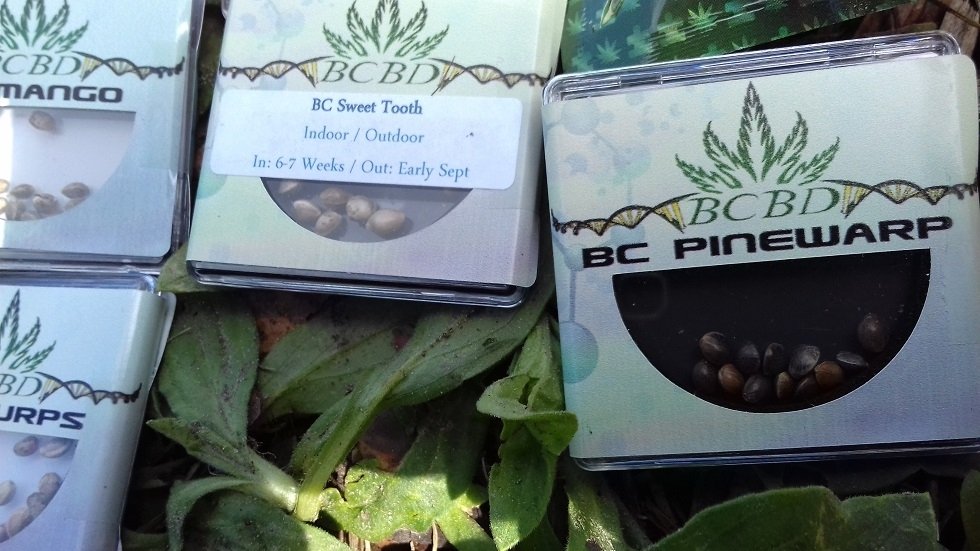 BCBD
MANGO
BCBD
BC Sweet Tooth
Indoor / Outdoor
In: 6-7 Weeks / Out: Early Sept
BCBD
BC PINEWARP
CBD
URPS